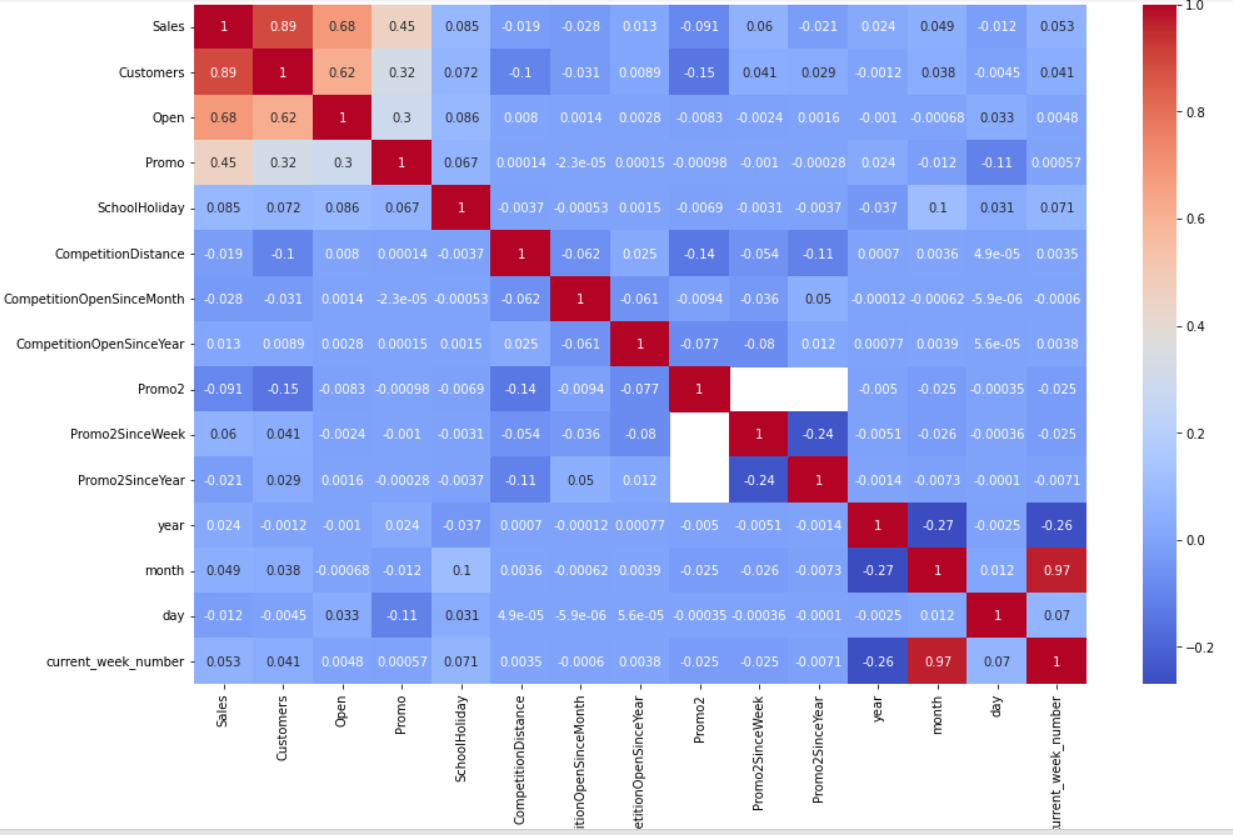 Sales 1 0.89 0.68 0.45 0.085 -0.019 -0.028 0.013 -0.091 0.06 -0.021 0.024 0.049 -0.012 0.053
Customers 0.89 1 0.62 0.32 0.072 -0.1 -0.031 0.0089 -0.15 0.041 0.029 -0.0012 0.038 -0.0045 0.041
Open 0.68 0.62 1 0.3 0.086 0.008 0.0014 0.0028 -0.0083 -0.0024 0.0016 -0.001 -0.00068 0.033 0.0048
Promo 0.45 0.32 0.3 1 0.067 0.00014 -2.3e-05 0.00015 -0.00098 -0.001 -0.00028 0.024 -0.012 -0.11 0.00057
SchoolHoliday 0.085 0.072 0.086 0.067 1 -0.0037 -0.00053 0.0015 -0.0069 -0.0031 -0.0037 -0.037 0.1 0.031 0.071
CompetitionDistance -0.019 -0.1 0.008 0.00014 -0.0037 1 -0.062 0.025 -0.14 -0.054 -0.11 0.0007 0.0036 4.9e-05 0.0035
CompetitionOpenSinceMonth -0.028 -0.031 0.0014 -2.3e-05 -0.00053 -0.062 1 -0.061 -0.0094 -0.036 0.05 -0.00012 -0.00062 -5.9e-06 -0.0006
CompetitionOpenSinceYear 0.013 0.0089 0.0028 0.00015 0.0015 0.025 -0.061 1 -0.077 -0.08 0.012 0.00077 0.0039 5.6e-05 0.0038
Promo2 -0.091 -0.15 -0.0083 -0.00098 -0.0069 -0.14 -0.0094 -0.077 1 -0.005 -0.025 -0.00035 -0.025
Promo2SinceWeek 0.06 0.041 -0.0024 -0.001 -0.0031 -0.054 -0.036 -0.08 1 -0.24 -0.0051 -0.026 -0.00036 -0.025
Promo2SinceYear -0.021 0.029 0.0016 -0.00028 -0.0037 -0.11 0.05 0.012 -0.24 1 -0.0014 -0.0073 -0.0001 -0.0071
year 0.024 -0.0012 -0.001 0.024 -0.037 0.0007 -0.00012 0.00077 -0.005 -0.0051 -0.0014 1 -0.27 -0.0025 -0.26
month 0.049 0.038 -0.00068 -0.012 0.1 0.0036 -0.00062 0.0039 -0.025 -0.026 -0.0073 -0.27 1 0.012 0.97
day -0.012 -0.0045 0.033 -0.11 0.031 4.9e-05 -5.9e-06 5.6e-05 -0.00035 -0.00036 -0.0001 -0.0025 0.012 1 0.07
current_week_number 0.053 0.041 0.0048 0.00057 0.071 0.0035 -0.0006 0.0038 -0.025 -0.025 -0.0071 -0.26 0.97 0.07 1
Sales
Customers
Open
Promo
SchoolHoliday
CompetitionDistance
itionOpenSinceMonth
petitionOpenSinceYear
Promo2
Promo2SinceWeek
Promo2SinceYear
year
month
day
urrent_week_number
1.0
0.8
0.6
0.4
0.2
0.0
-0.2